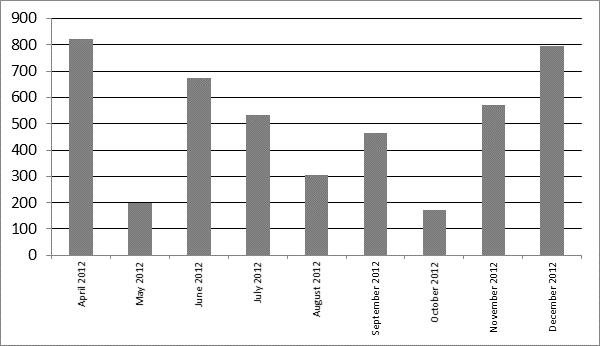 900
800
700
600
500
400
300
200
100
0
April 2012
May 2012
June 2012
July 2012
August 2012
September 2012
October 2012
November 2012
December 2012